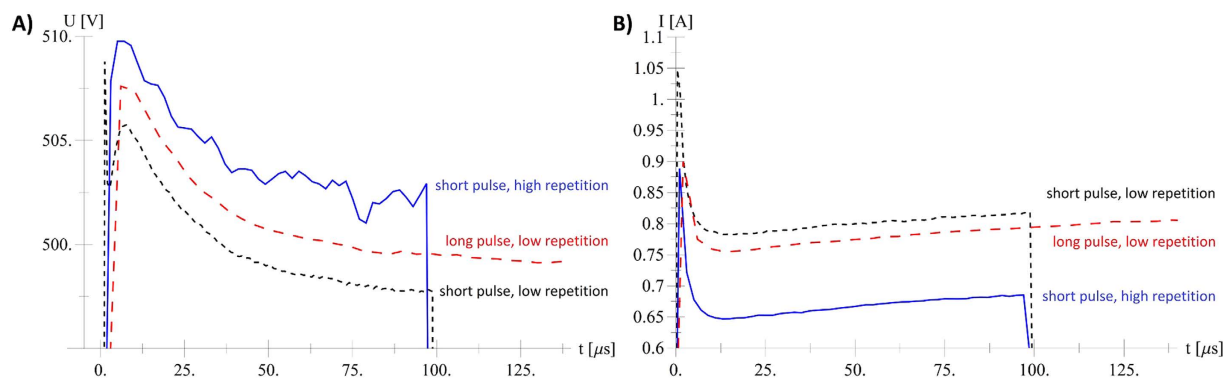 A)
U [V]
510.
505.
500.
0.
25.
50.
75.
100.
125.
t [μs]
short pulse, high repetition
long pulse, low repetition
short pulse, low repetition
B)
I [A]
1.1
1.05
1.
0.95
0.9
0.85
0.8
0.75
0.7
0.65
0.6
0.
25.
50.
75.
100.
125.
t [μs]
short pulse, low repetition
long pulse, low repetition
short pulse, high repetition